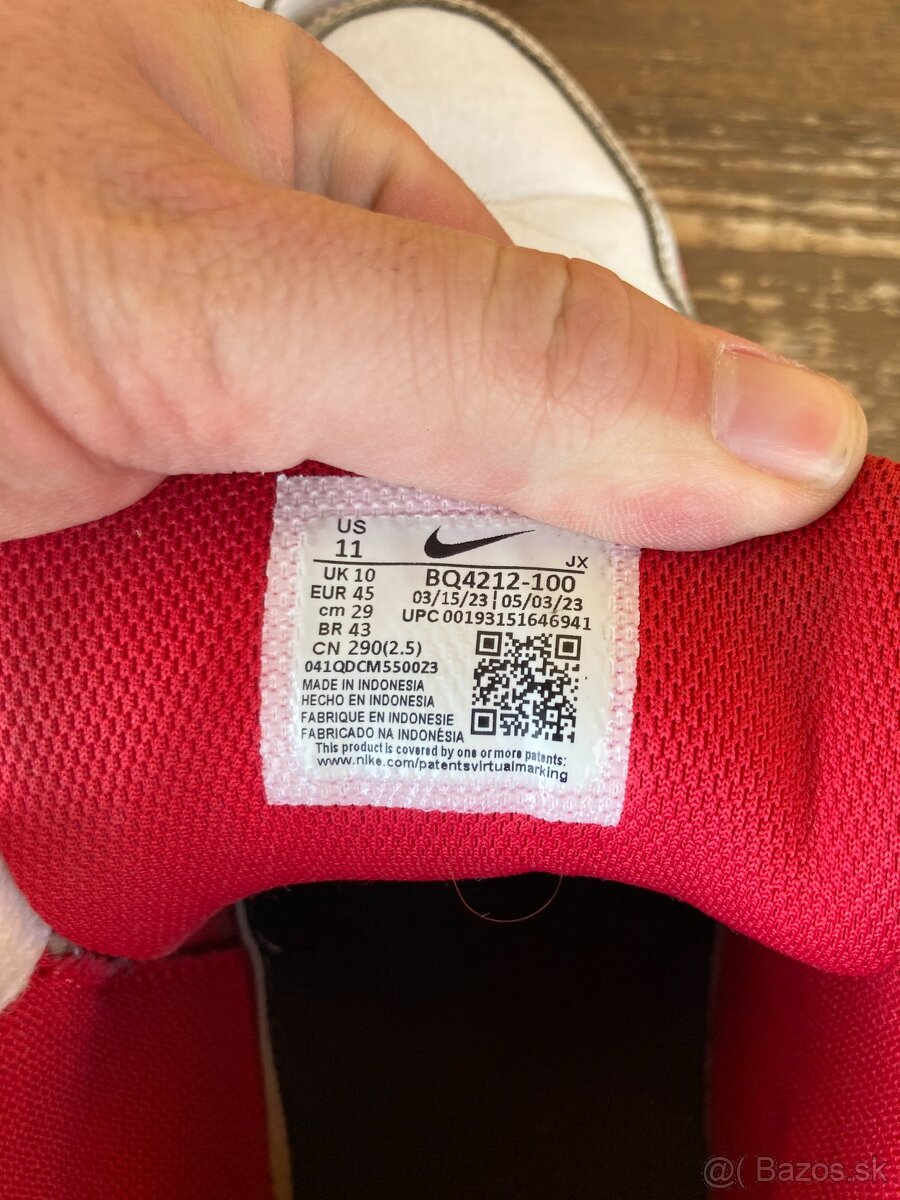 US
11
JX
UK 10
EUR 45
cm 29
BR 43
CN 290(2.5)
BQ4212-100
03/15/23 | 05/03/23
UPC 00193151646941
041QDCM5500Z3
MADE IN INDONESIA
HECHO EN INDONESIA
FABRIQUE EN INDONESIE
FABRICADO NA INDONÉSIA
This product is covered by one or more patents:
www.nike.com/patentsvirtualmarking
@( Bazos.sk